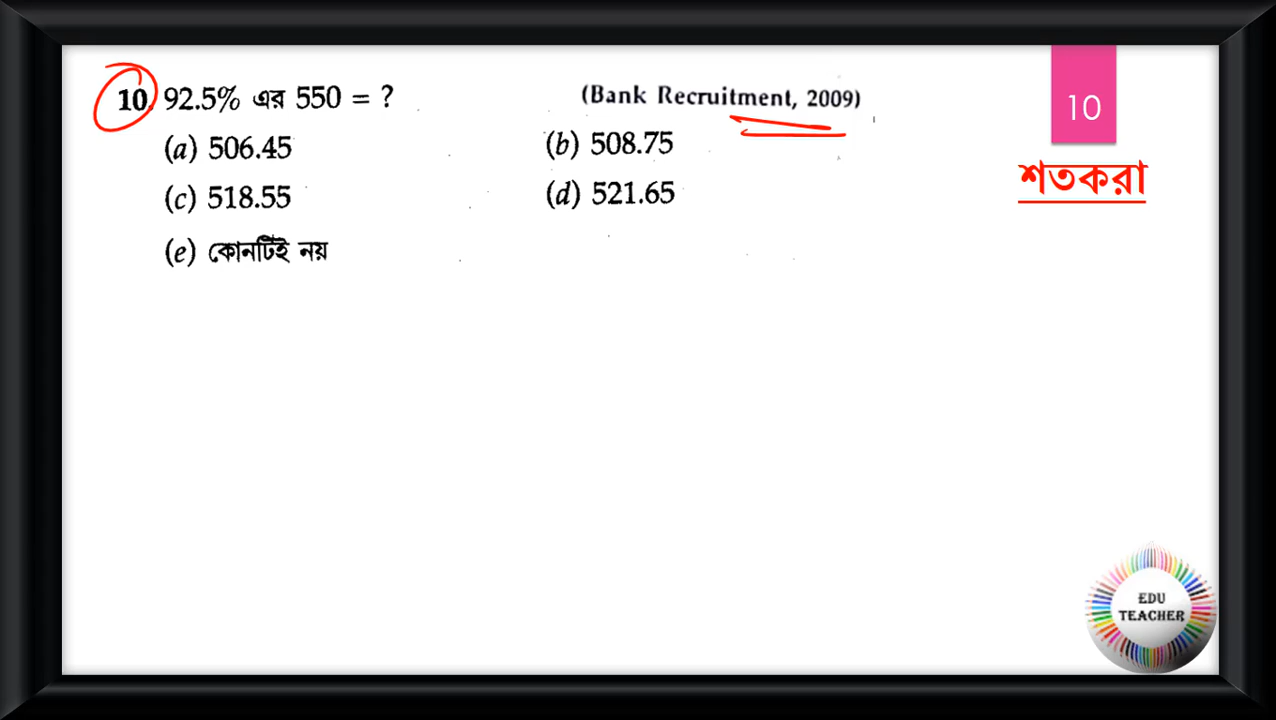 10. 92.5% এর 550 = ? (Bank Recruitment, 2009)
(a) 506.45 (b) 508.75
(c) 518.55 (d) 521.65
(e) কোনটিই নয়
10
শতকরা
EDU
TEACHER